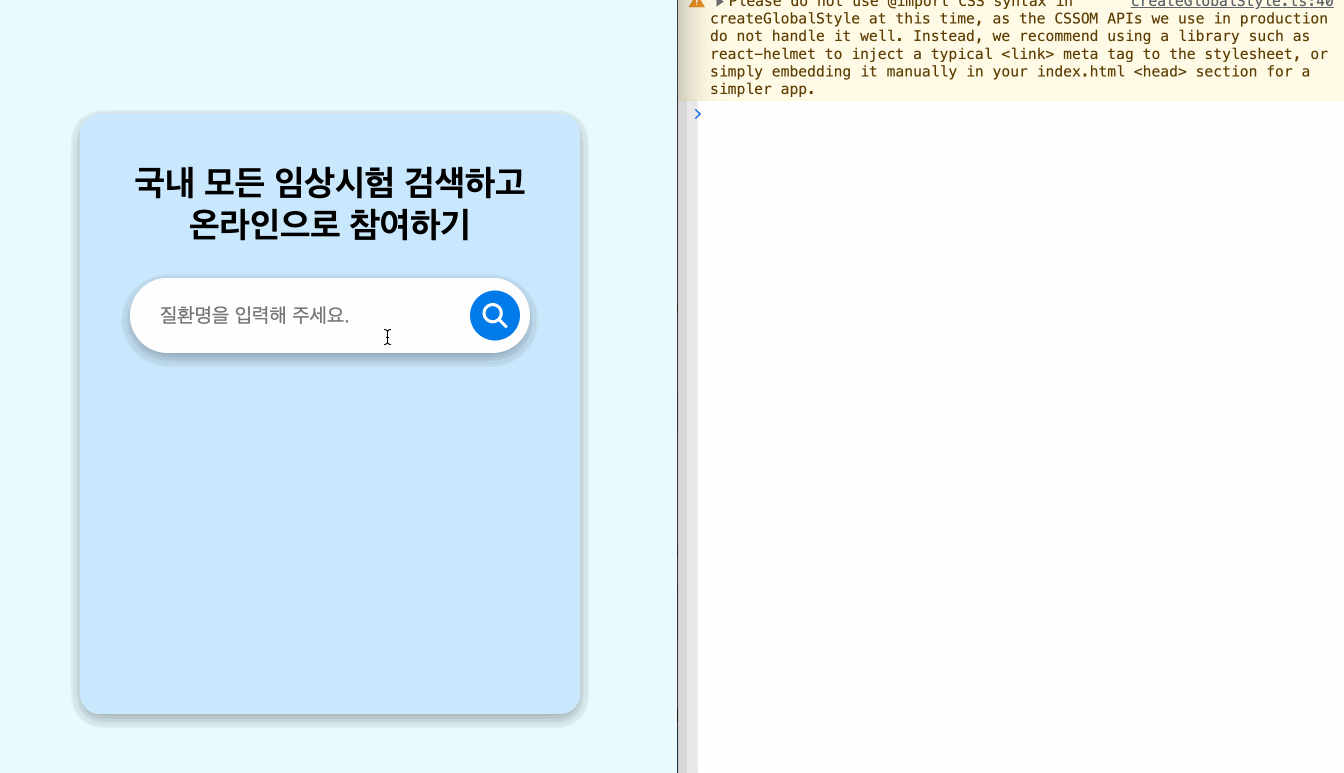 국내 모든 임상시험 검색하고
온라인으로 참여하기
질환명을 입력해 주세요.
Please do not use @import CSS syntax in createGlobalStyle.ts:40
createGlobalStyle at this time, as the CSSOM APIs we use in production
do not handle it well. Instead, we recommend using a library such as
react-helmet to inject a typical <link> meta tag to the stylesheet, or
simply embedding it manually in your index.html <head> section for a
simpler app.